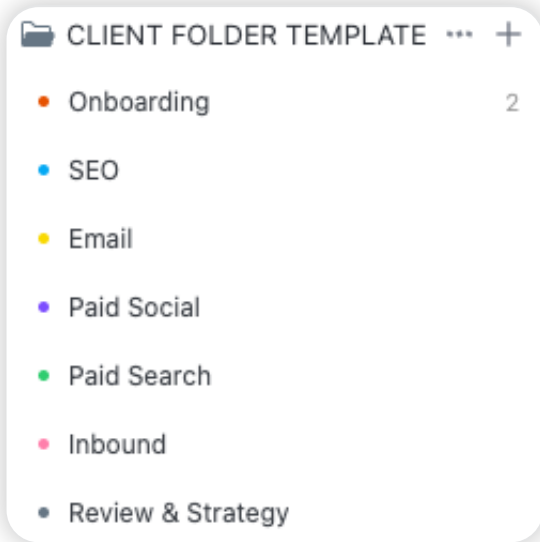 CLIENT FOLDER TEMPLATE
Onboarding 2
SEO
Email
Paid Social
Paid Search
Inbound
Review & Strategy